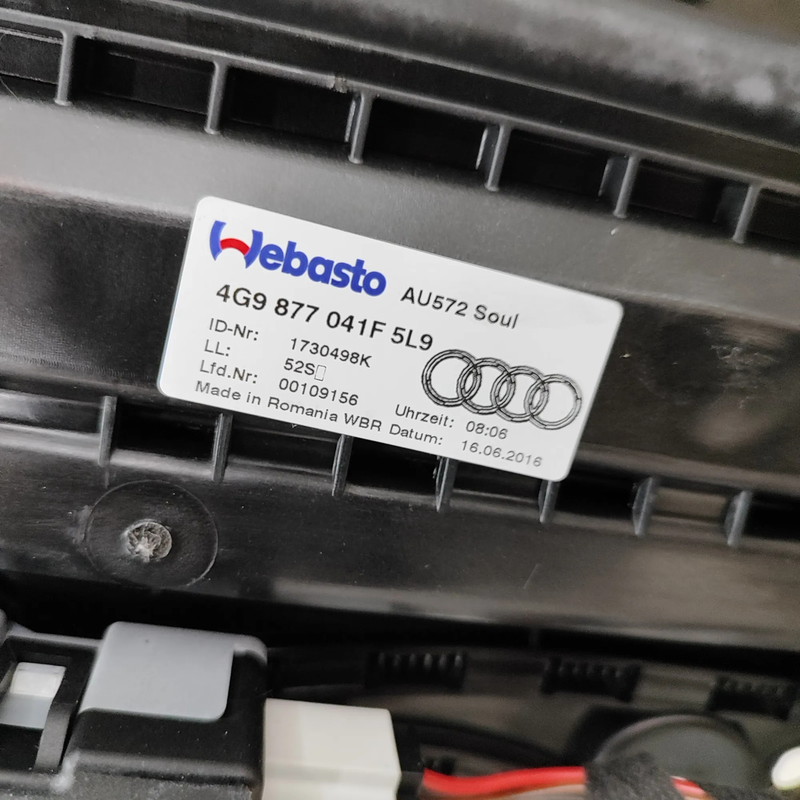 Webasto AU572 Soul
4G9 877 041F 5L9
ID-Nr: 1730498K
LL: 52S▯
Lfd.Nr: 00109156
Made in Romania WBR
Uhrzeit: 08:06
Datum: 16.06.2016